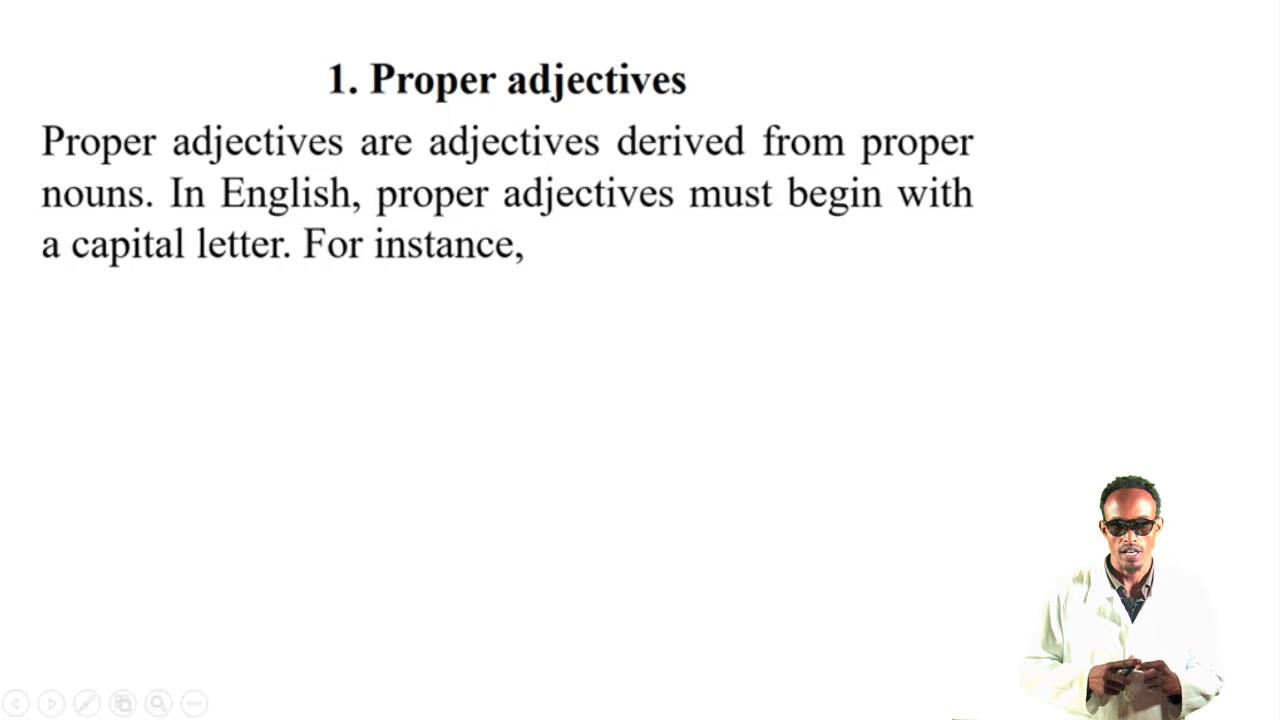 1. Proper adjectives
Proper adjectives are adjectives derived from proper
nouns. In English, proper adjectives must begin with
a capital letter. For instance,